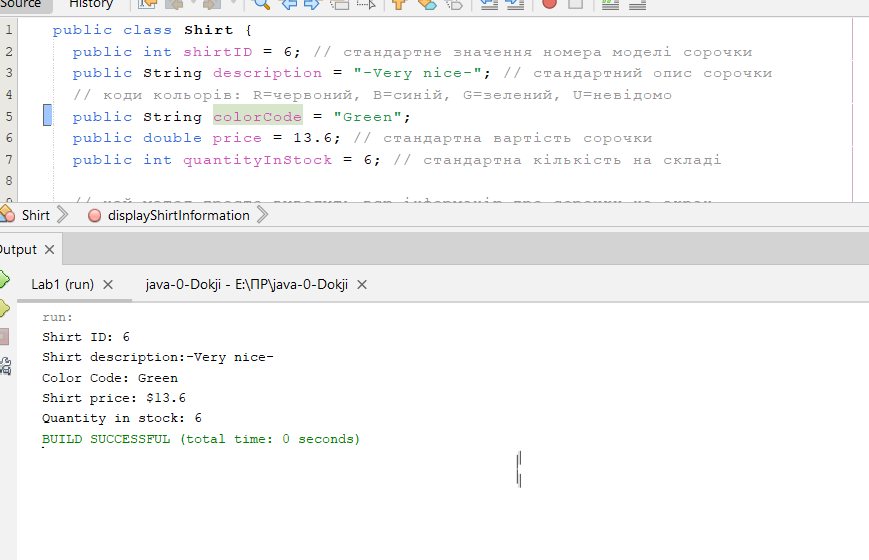 Source History
1 public class Shirt {
2 public int shirtID = 6; // стандартне значення номера моделі сорочки
3 public String description = "-Very nice-"; // стандартний опис сорочки
4 // коди кольорів: R=червоний, B=синій, G=зелений, U=невідомо
5 public String colorCode = "Green";
6 public double price = 13.6; // стандартна вартість сорочки
7 public int quantityInStock = 6; // стандартна кількість на складі
8
Shirt displayShirtInformation
Output
Lab1 (run) java-0-Dokji - E:\ПР\java-0-Dokji
run:
Shirt ID: 6
Shirt description:-Very nice-
Color Code: Green
Shirt price: $13.6
Quantity in stock: 6
BUILD SUCCESSFUL (total time: 0 seconds)